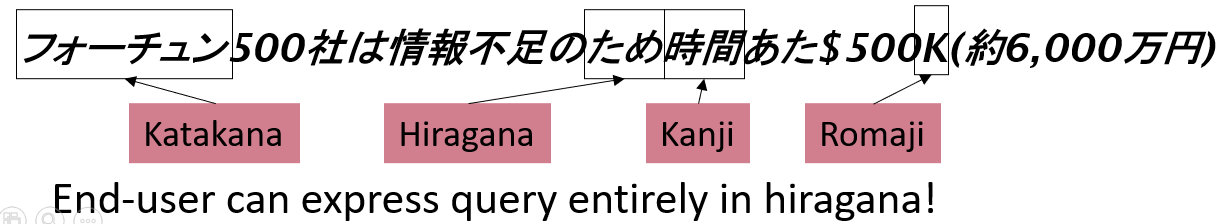 フォーチュン500社は情報不足のため時間あた$500K(約6,000万円)
Katakana Hiragana Kanji Romaji
End-user can express query entirely in hiragana!